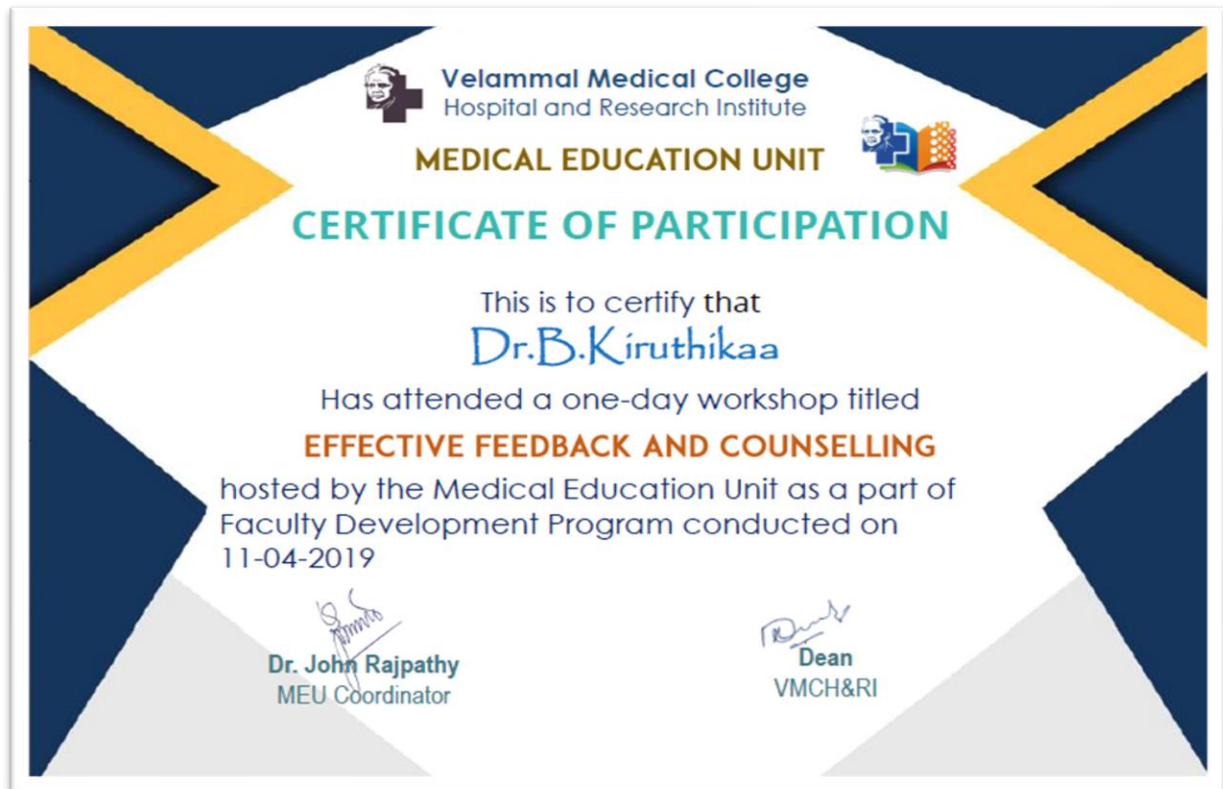 Velammal Medical College
Hospital and Research Institute
MEDICAL EDUCATION UNIT
CERTIFICATE OF PARTICIPATION
This is to certify that
Dr.B.Kiruthikaa
Has attended a one-day workshop titled
EFFECTIVE FEEDBACK AND COUNSELLING
hosted by the Medical Education Unit as a part of
Faculty Development Program conducted on
11-04-2019
Dr. John Rajpathy
MEU Coordinator
Dean
VMCH&RI